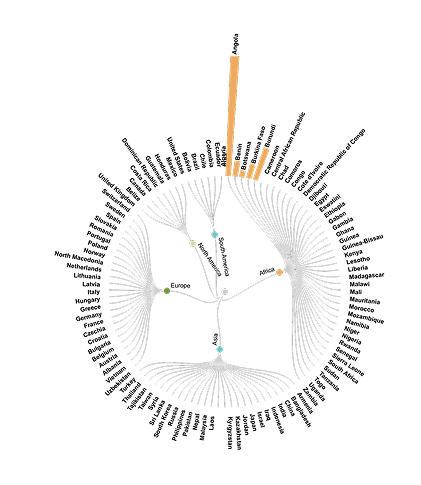 Angola
Benin
Botswana
Burkina Faso
Burundi
Cameroon
Central African Republic
Chad
Comoros
Congo
Cote d'Ivoire
Democratic Republic of Congo
Djibouti
Egypt
Eswatini
Ethiopia
Gabon
Gambia
Ghana
Guinea
Guinea-Bissau
Kenya
Lesotho
Liberia
Madagascar
Malawi
Mali
Mauritania
Morocco
Mozambique
Namibia
Niger
Nigeria
Rwanda
Senegal
Sierra Leone
South Africa
Sudan
Tanzania
Togo
Uganda
Zambia
Armenia
Bangladesh
China
India
Indonesia
Iraq
Israel
Japan
Jordan
Kazakhstan
Kyrgyzstan
Laos
Malaysia
Nepal
Pakistan
Philippines
Russia
South Korea
Sri Lanka
Syria
Taiwan
Tajikistan
Thailand
Turkey
Uzbekistan
Vietnam
Albania
Austria
Belgium
Bulgaria
Croatia
Czechia
France
Germany
Greece
Hungary
Italy
Latvia
Lithuania
Netherlands
North Macedonia
Norway
Poland
Portugal
Romania
Slovakia
Spain
Sweden
Switzerland
United Kingdom
Belize
Canada
Costa Rica
Dominican Republic
Guatemala
Honduras
Mexico
United States
Bolivia
Brazil
Chile
Colombia
Ecuador
Africa
Asia
Europe
North America
South America